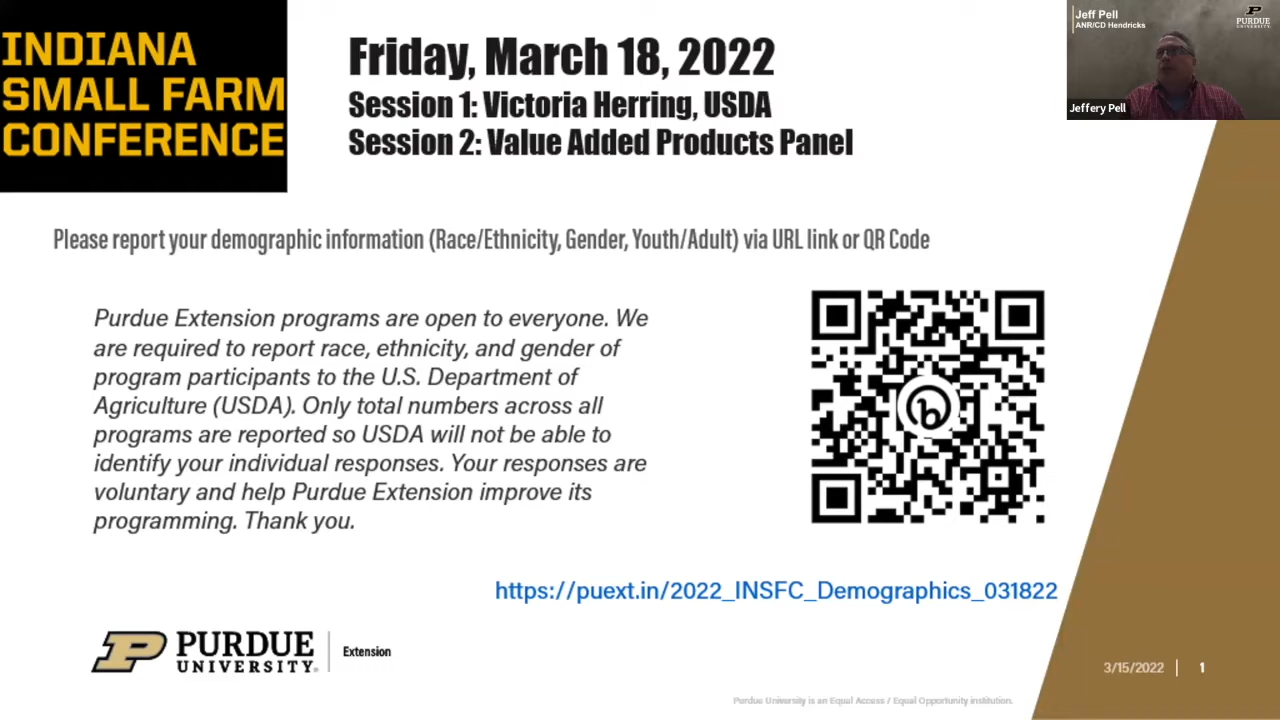 INDIANA
SMALL FARM
CONFERENCE
Friday, March 18, 2022
Session 1: Victoria Herring, USDA
Session 2: Value Added Products Panel
Jeff Pell
ANR/CD Hendricks
PURDUE
UNIVERSITY
Jeffery Pell
Please report your demographic information (Race/Ethnicity, Gender, Youth/Adult) via URL link or QR Code
Purdue Extension programs are open to everyone. We
are required to report race, ethnicity, and gender of
program participants to the U.S. Department of
Agriculture (USDA). Only total numbers across all
programs are reported so USDA will not be able to
identify your individual responses. Your responses are
voluntary and help Purdue Extension improve its
programming. Thank you.
b
https://puext.in/2022_INSFC_Demographics_031822
P PURDUE
UNIVERSITY®
Extension
3/15/2022 | 1
Purdue University is an Equal Access / Equal Opportunity institution.